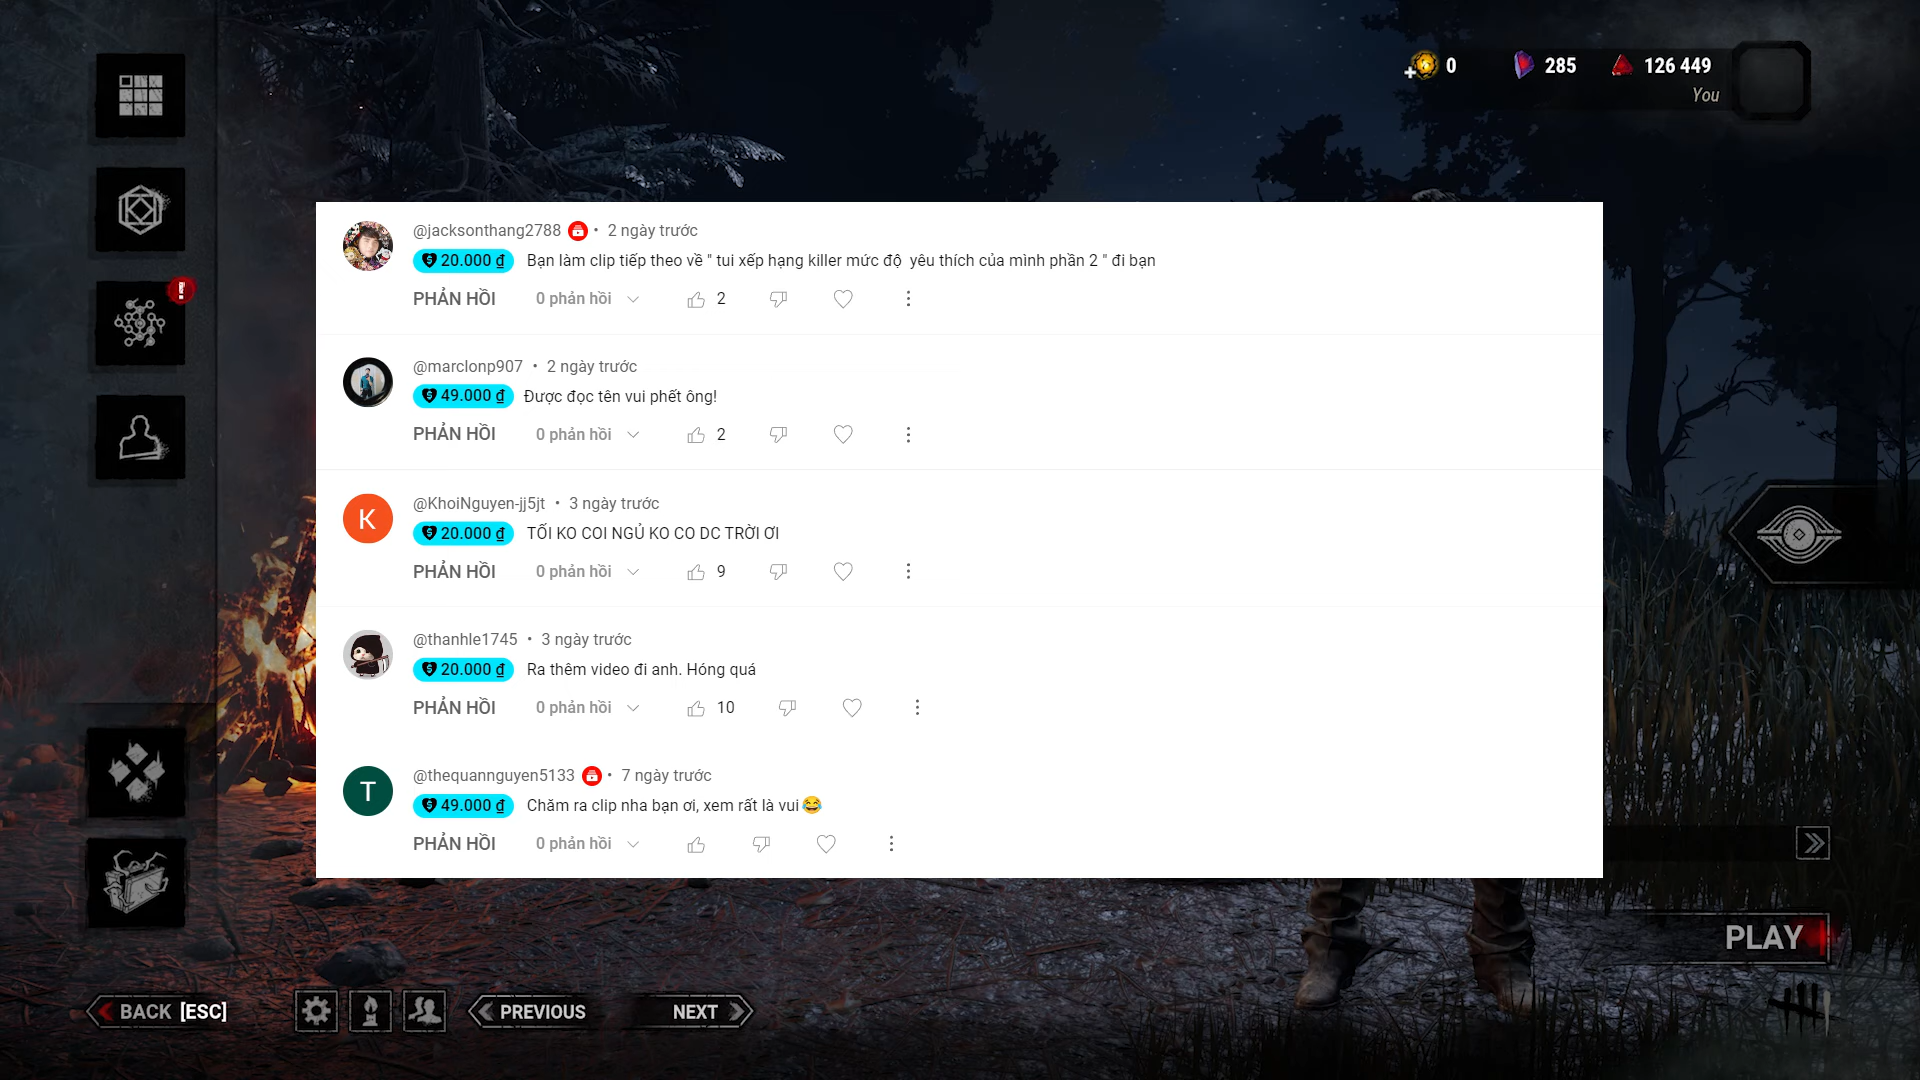 0 285 126 449
You
@jacksonthang2788 • 2 ngày trước
20.000 ₫ Bạn làm clip tiếp theo về " tui xếp hạng killer mức độ yêu thích của mình phần 2 " đi bạn
PHẢN HỒI 0 phản hồi 2
@marclonp907 • 2 ngày trước
49.000 ₫ Được đọc tên vui phết ông!
PHẢN HỒI 0 phản hồi 2
K
@KhoiNguyen-jj5jt • 3 ngày trước
20.000 ₫ TỐI KO COI NGỦ KO CO DC TRỜI ƠI
PHẢN HỒI 0 phản hồi 9
@thanhle1745 • 3 ngày trước
20.000 ₫ Ra thêm video đi anh. Hóng quá
PHẢN HỒI 0 phản hồi 10
T
@thequannguyen5133 • 7 ngày trước
49.000 ₫ Chăm ra clip nha bạn ơi, xem rất là vui😂
PHẢN HỒI 0 phản hồi
PLAY
BACK [ESC] PREVIOUS NEXT